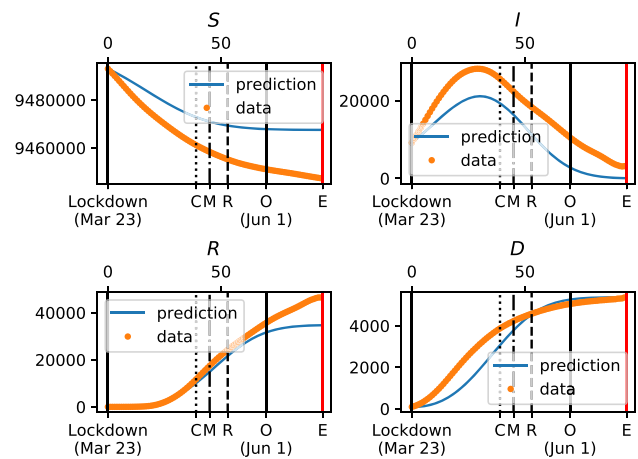 S
I
0
50
0
50
prediction
data
9480000
9460000
20000
0
prediction
data
Lockdown
(Mar 23)
C
M
R
O
(Jun 1)
E
Lockdown
(Mar 23)
C
M
R
O
(Jun 1)
E
R
D
0
50
0
50
prediction
data
40000
20000
0
4000
2000
0
prediction
data
Lockdown
(Mar 23)
C
M
R
O
(Jun 1)
E
Lockdown
(Mar 23)
C
M
R
O
(Jun 1)
E